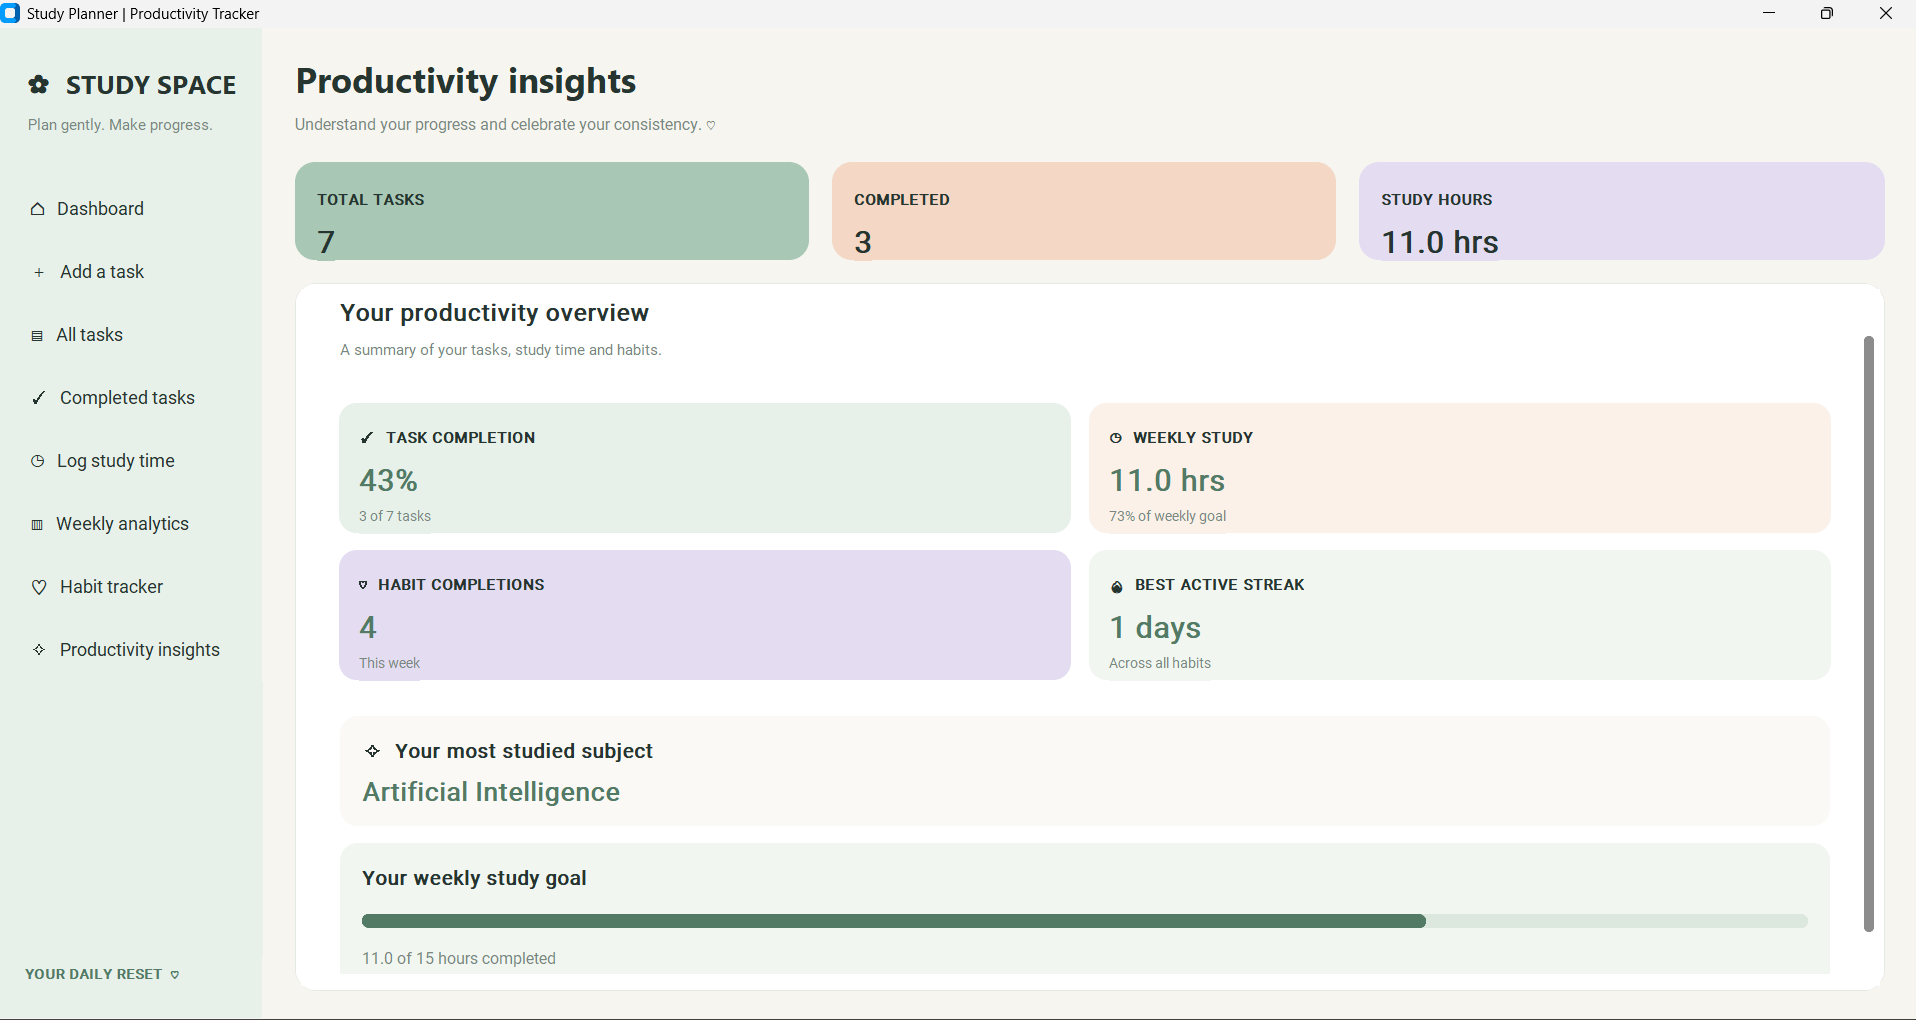 Study Planner | Productivity Tracker
✿ STUDY SPACE
Plan gently. Make progress.
⌂ Dashboard
+ Add a task
▤ All tasks
✓ Completed tasks
◷ Log study time
▥ Weekly analytics
♡ Habit tracker
✧ Productivity insights
YOUR DAILY RESET ♡
Productivity insights
Understand your progress and celebrate your consistency. ♡
TOTAL TASKS
7
COMPLETED
3
STUDY HOURS
11.0 hrs
Your productivity overview
A summary of your tasks, study time and habits.
✓ TASK COMPLETION
43%
3 of 7 tasks
◷ WEEKLY STUDY
11.0 hrs
73% of weekly goal
♡ HABIT COMPLETIONS
4
This week
🔥 BEST ACTIVE STREAK
1 days
Across all habits
✧ Your most studied subject
Artificial Intelligence
Your weekly study goal
11.0 of 15 hours completed